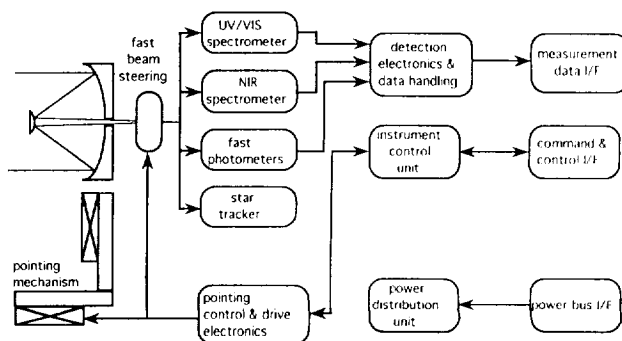 fast
beam
steering
UV/VIS
spectrometer
NIR
spectrometer
fast
photometers
star
tracker
detection
electronics &
data handling
measurement
data I/F
instrument
control
unit
command &
control I/F
pointing
mechanism
pointing
control & drive
electronics
power
distribution
unit
power bus I/F